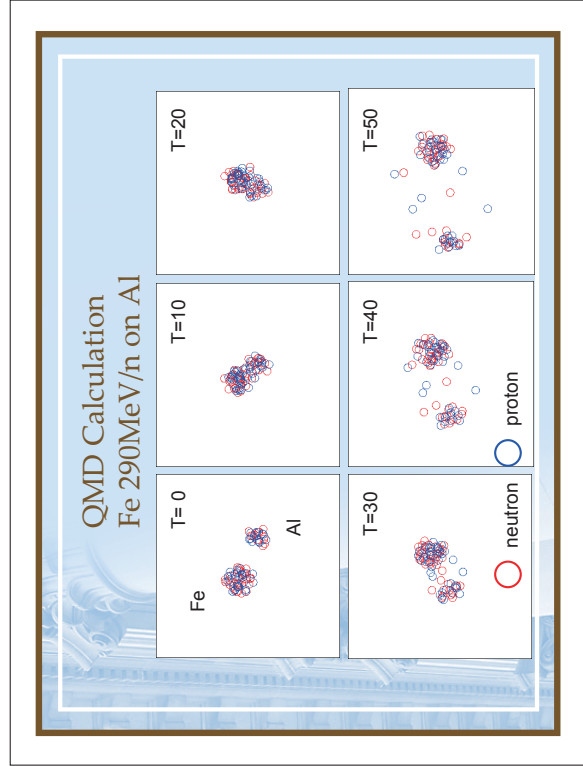 QMD Calculation
Fe 290MeV/n on Al
T= 0
Fe
Al
T=10
T=20
T=30
T=40
T=50
neutron
proton